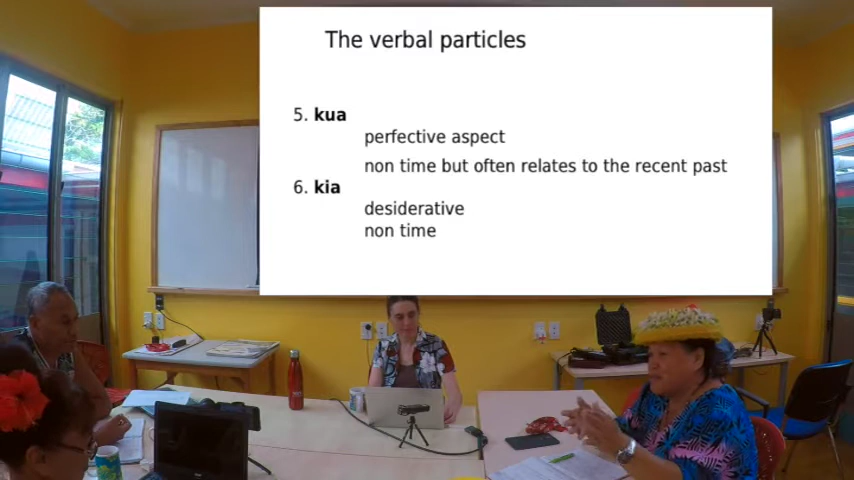 The verbal particles
5. kua
perfective aspect
non time but often relates to the recent past
6. kia
desiderative
non time